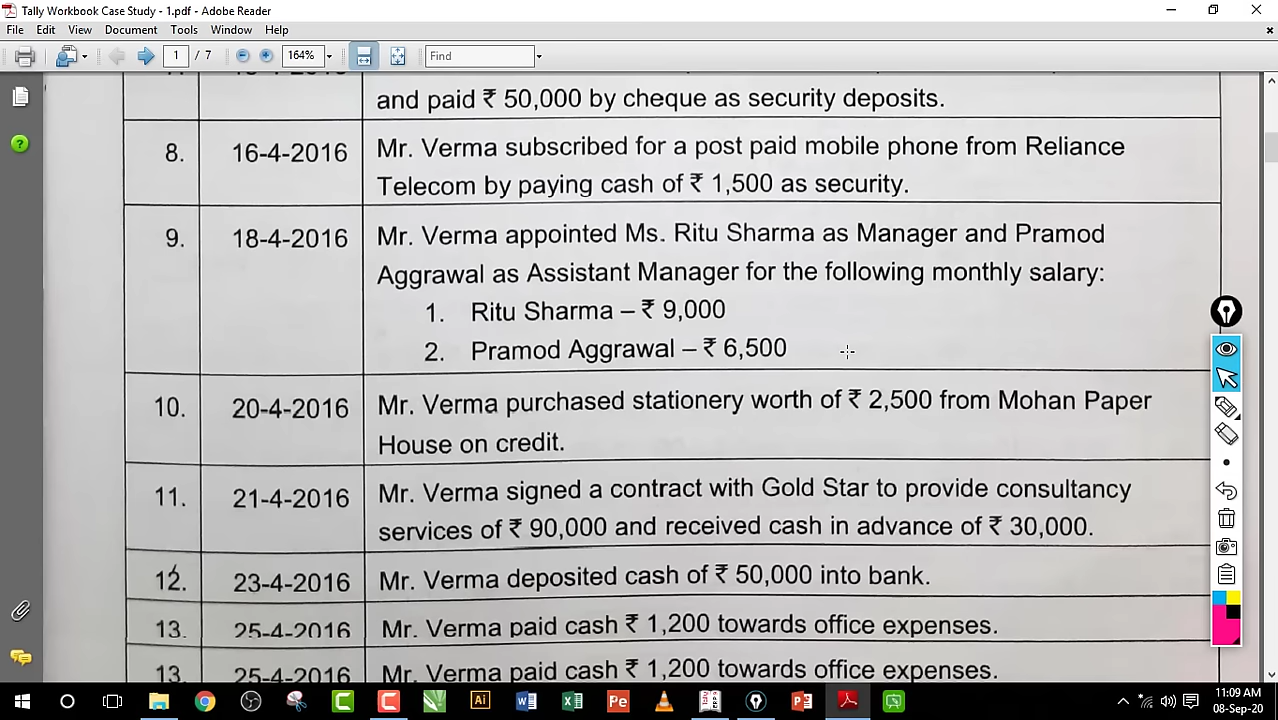 Tally Workbook Case Study - 1.pdf - Adobe Reader
File Edit View Document Tools Window Help
1 / 7 164% Find
and paid ₹ 50,000 by cheque as security deposits.
8. 16-4-2016 Mr. Verma subscribed for a post paid mobile phone from Reliance
Telecom by paying cash of ₹ 1,500 as security.
9. 18-4-2016 Mr. Verma appointed Ms. Ritu Sharma as Manager and Pramod
Aggrawal as Assistant Manager for the following monthly salary:
1. Ritu Sharma – ₹ 9,000
2. Pramod Aggrawal – ₹ 6,500
10. 20-4-2016 Mr. Verma purchased stationery worth of ₹ 2,500 from Mohan Paper
House on credit.
11. 21-4-2016 Mr. Verma signed a contract with Gold Star to provide consultancy
services of ₹ 90,000 and received cash in advance of ₹ 30,000.
12. 23-4-2016 Mr. Verma deposited cash of ₹ 50,000 into bank.
13. 25-4-2016 Mr. Verma paid cash ₹ 1,200 towards office expenses.
13. 25-4-2016 Mr. Verma paid cash ₹ 1,200 towards office expenses.
Ai Pe
11:09 AM
08-Sep-20